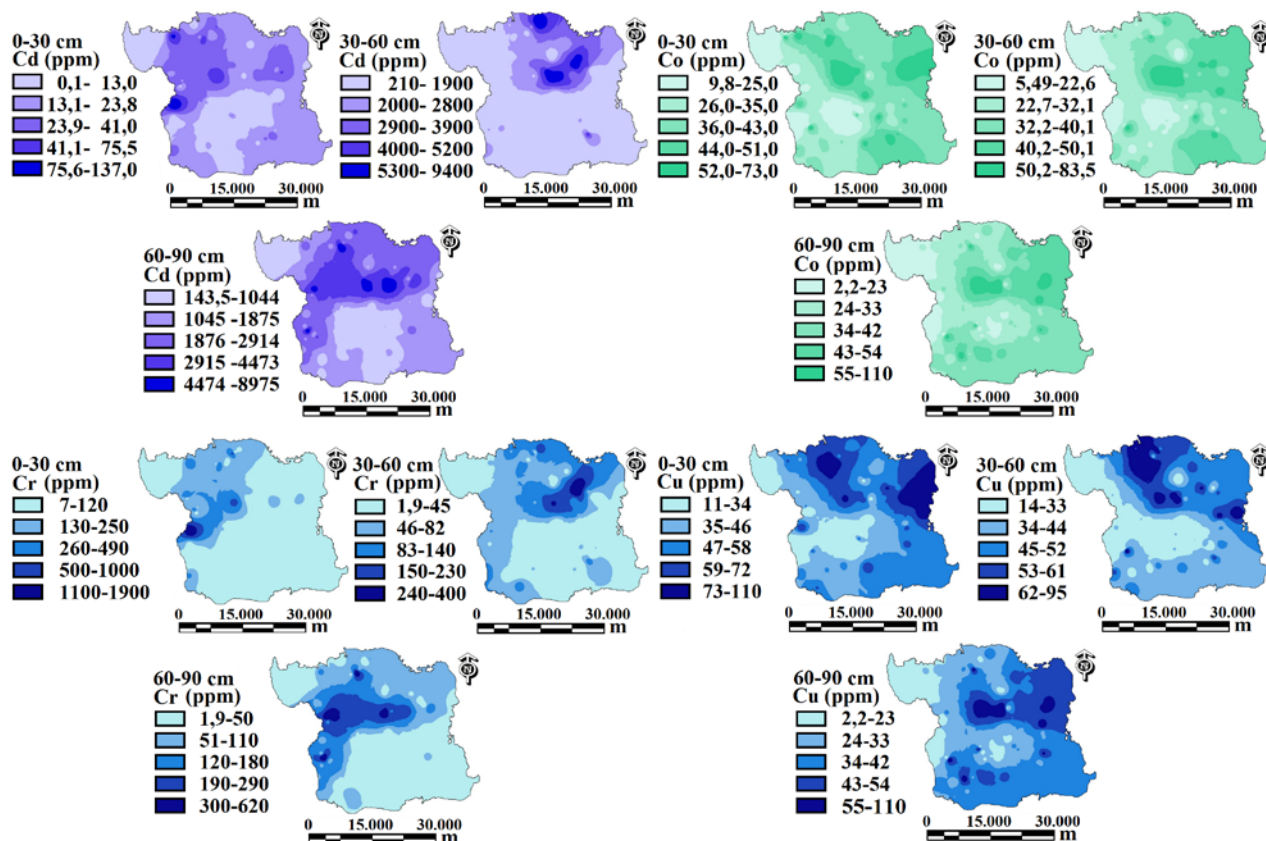 0-30 cm
Cd (ppm)
0,1- 13,0
13,1- 23,8
23,9- 41,0
41,1- 75,5
75,6-137,0
0 15.000 30.000
m
30-60 cm
Cd (ppm)
210- 1900
2000- 2800
2900- 3900
4000- 5200
5300- 9400
0 15.000 30.000
m
0-30 cm
Co (ppm)
9,8-25,0
26,0-35,0
36,0-43,0
44,0-51,0
52,0-73,0
0 15.000 30.000
m
30-60 cm
Co (ppm)
5,49-22,6
22,7-32,1
32,2-40,1
40,2-50,1
50,2-83,5
0 15.000 30.000
m
60-90 cm
Cd (ppm)
143,5-1044
1045 -1875
1876 -2914
2915 -4473
4474 -8975
0 15.000 30.000
m
60-90 cm
Co (ppm)
2,2-23
24-33
34-42
43-54
55-110
0 15.000 30.000
m
0-30 cm
Cr (ppm)
7-120
130-250
260-490
500-1000
1100-1900
0 15.000 30.000
m
30-60 cm
Cr (ppm)
1,9-45
46-82
83-140
150-230
240-400
0 15.000 30.000
m
0-30 cm
Cu (ppm)
11-34
35-46
47-58
59-72
73-110
0 15.000 30.000
m
30-60 cm
Cu (ppm)
14-33
34-44
45-52
53-61
62-95
0 15.000 30.000
m
60-90 cm
Cr (ppm)
1,9-50
51-110
120-180
190-290
300-620
0 15.000 30.000
m
60-90 cm
Cu (ppm)
2,2-23
24-33
34-42
43-54
55-110
0 15.000 30.000
m